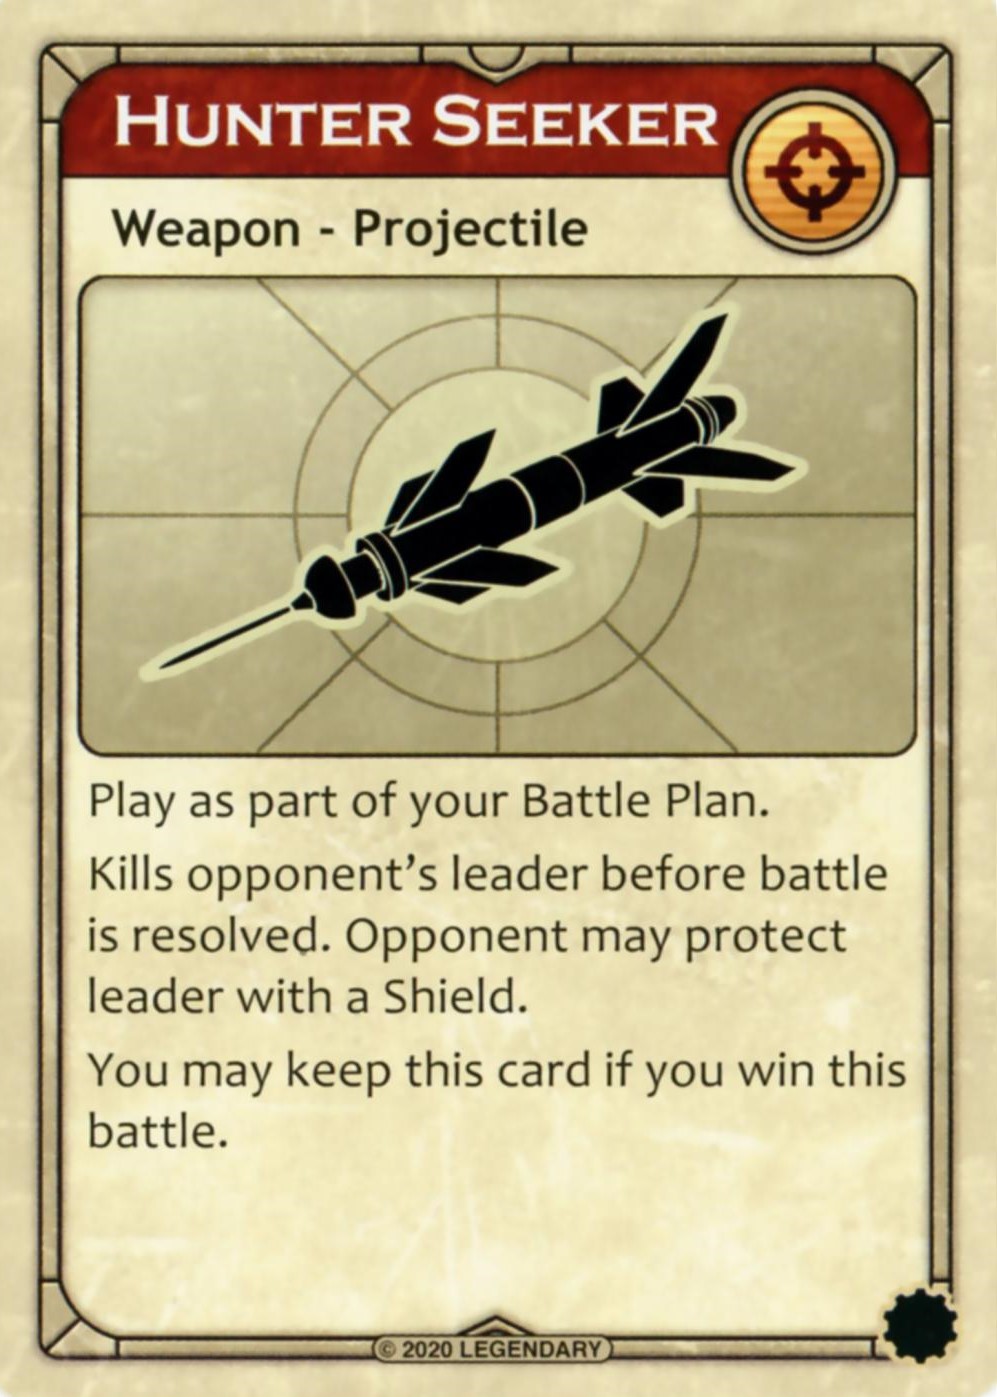 HUNTER SEEKER
Weapon - Projectile
Play as part of your Battle Plan.
Kills opponent’s leader before battle
is resolved. Opponent may protect
leader with a Shield.
You may keep this card if you win this
battle.
© 2020 LEGENDARY